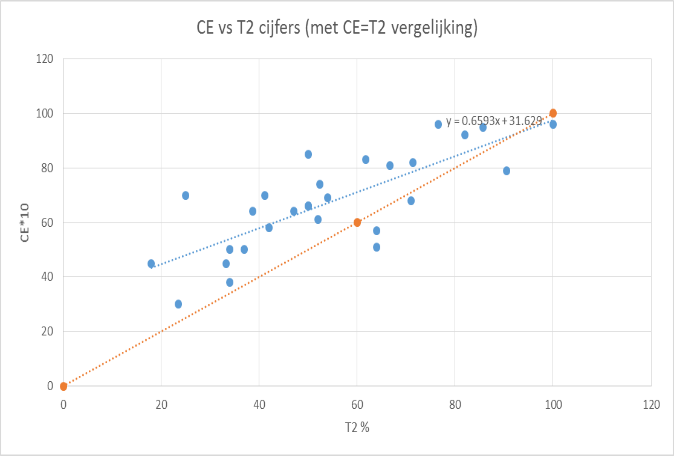 CE vs T2 cijfers (met CE=T2 vergelijking)
120
100
80
60
40
20
0
CE*10
y = 0.6593x + 31.629
0 20 40 60 80 100 120
T2 %